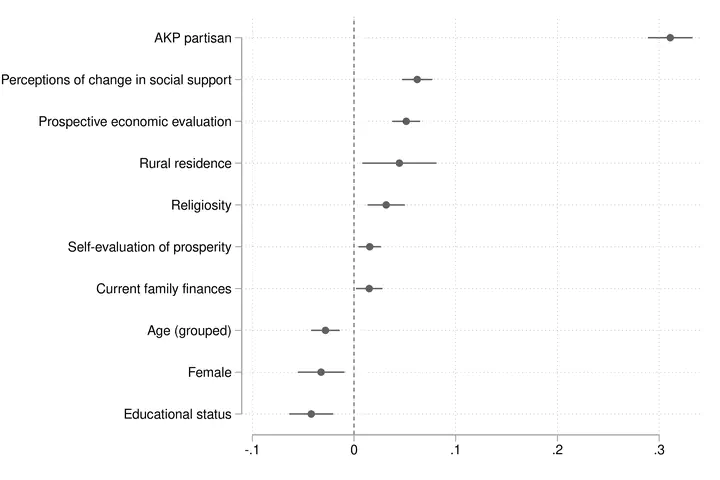 AKP partisan
Perceptions of change in social support
Prospective economic evaluation
Rural residence
Religiosity
Self-evaluation of prosperity
Current family finances
Age (grouped)
Female
Educational status
-.1 0 .1 .2 .3